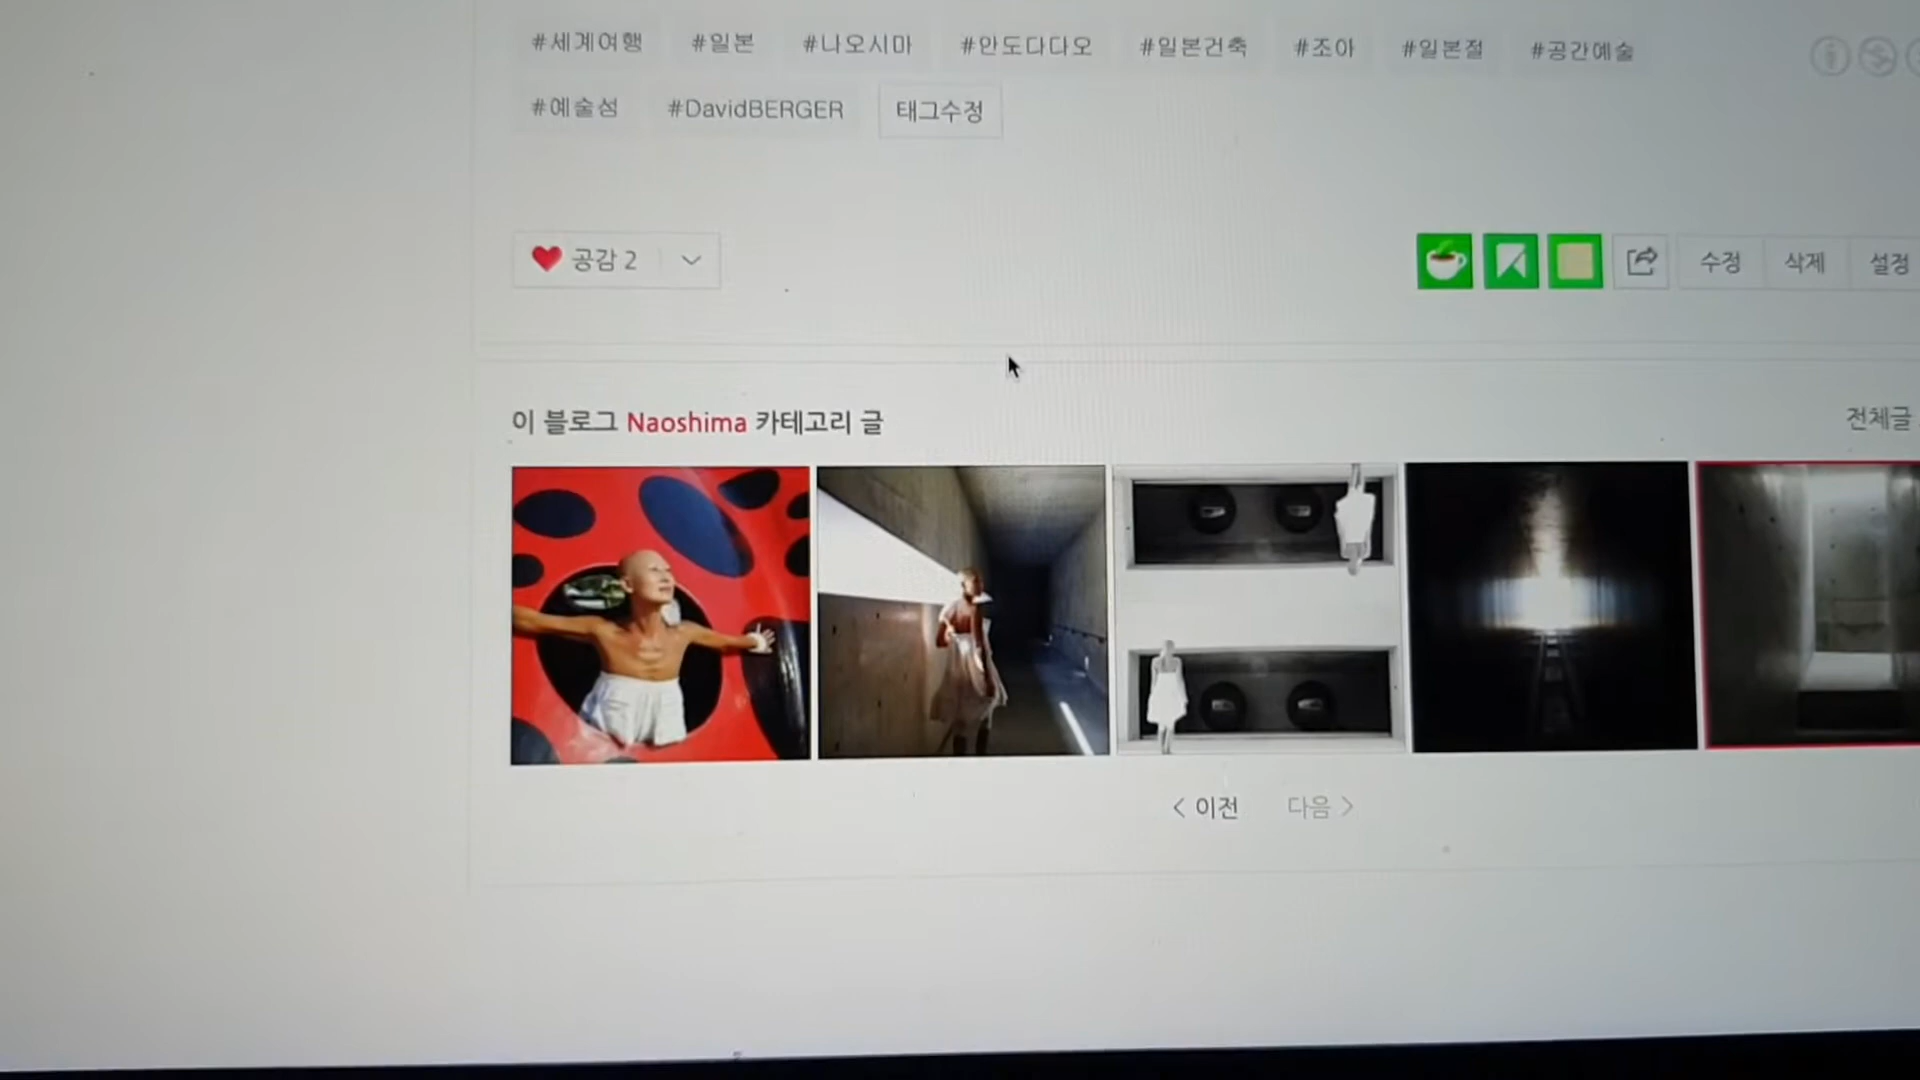 #세계여행 #일본 #나오시마 #안도다다오 #일본건축 #조아 #일본절 #공간예술
#예술섬 #DavidBERGER 태그수정
공감 2 수정 삭제 설정
이 블로그 Naoshima 카테고리 글 전체글
< 이전 다음 >